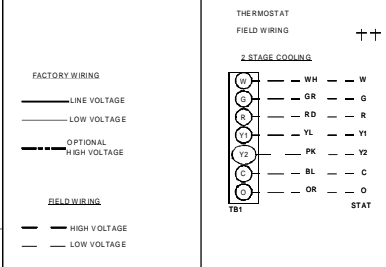 FACTORY WIRING
LINE VOLTAGE
LOW VOLTAGE
OPTIONAL
HIGH VOLTAGE
FIELD WIRING
HIGH VOLTAGE
LOW VOLTAGE
THERMOSTAT
FIELD WIRING
2 STAGE COOLING
W WH W
G GR G
R RD R
Y1 YL Y1
Y2 PK Y2
C BL C
O OR O
TB1 STAT